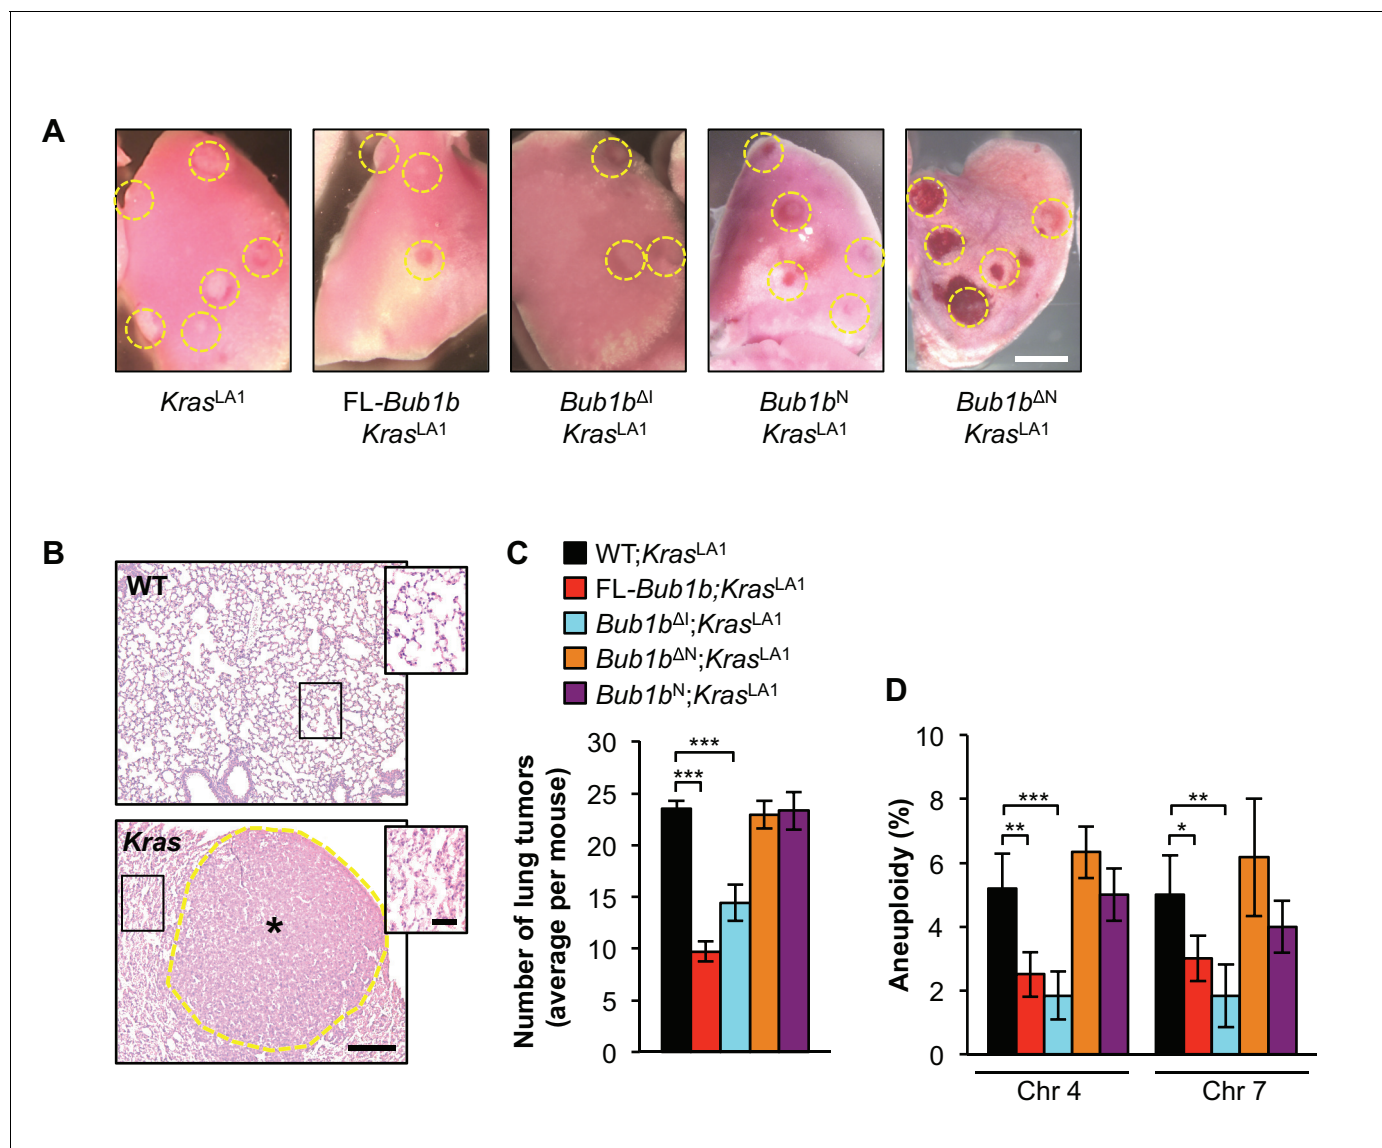 A
Kras^LA1
FL-Bub1b
Kras^LA1
Bub1b^ΔI
Kras^LA1
Bub1b^N
Kras^LA1
Bub1b^ΔN
Kras^LA1
B
WT
Kras
*
C
WT;Kras^LA1
FL-Bub1b;Kras^LA1
Bub1b^ΔI;Kras^LA1
Bub1b^ΔN;Kras^LA1
Bub1b^N;Kras^LA1
Number of lung tumors
(average per mouse)
30
25
20
15
10
5
0
***
***
D
Aneuploidy (%)
10
8
6
4
2
0
***
**
**
*
Chr 4
Chr 7